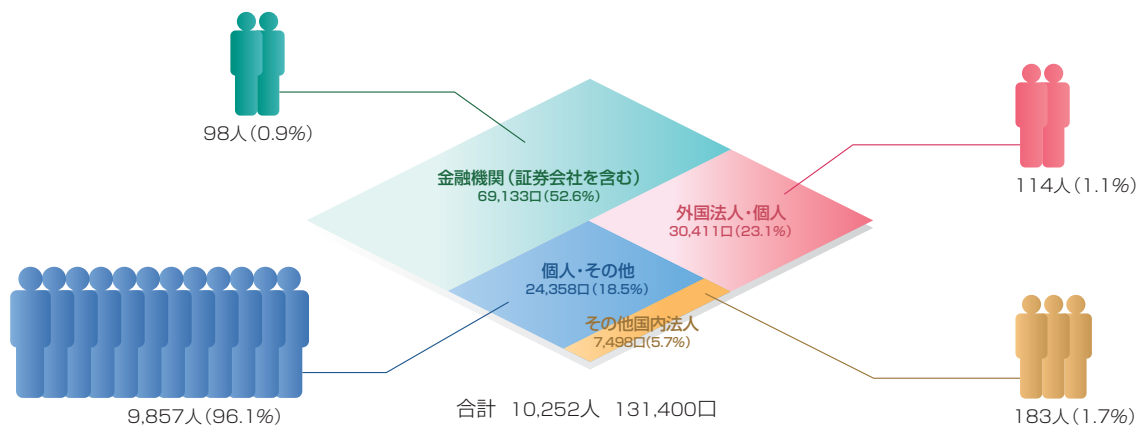 98人（0.9%）
金融機関（証券会社を含む）
69,133口（52.6%）
外国法人・個人
30,411口（23.1%）
114人（1.1%）
個人・その他
24,358口（18.5%）
その他国内法人
7,498口（5.7%）
9,857人（96.1%）
183人（1.7%）
合計 10,252人 131,400口